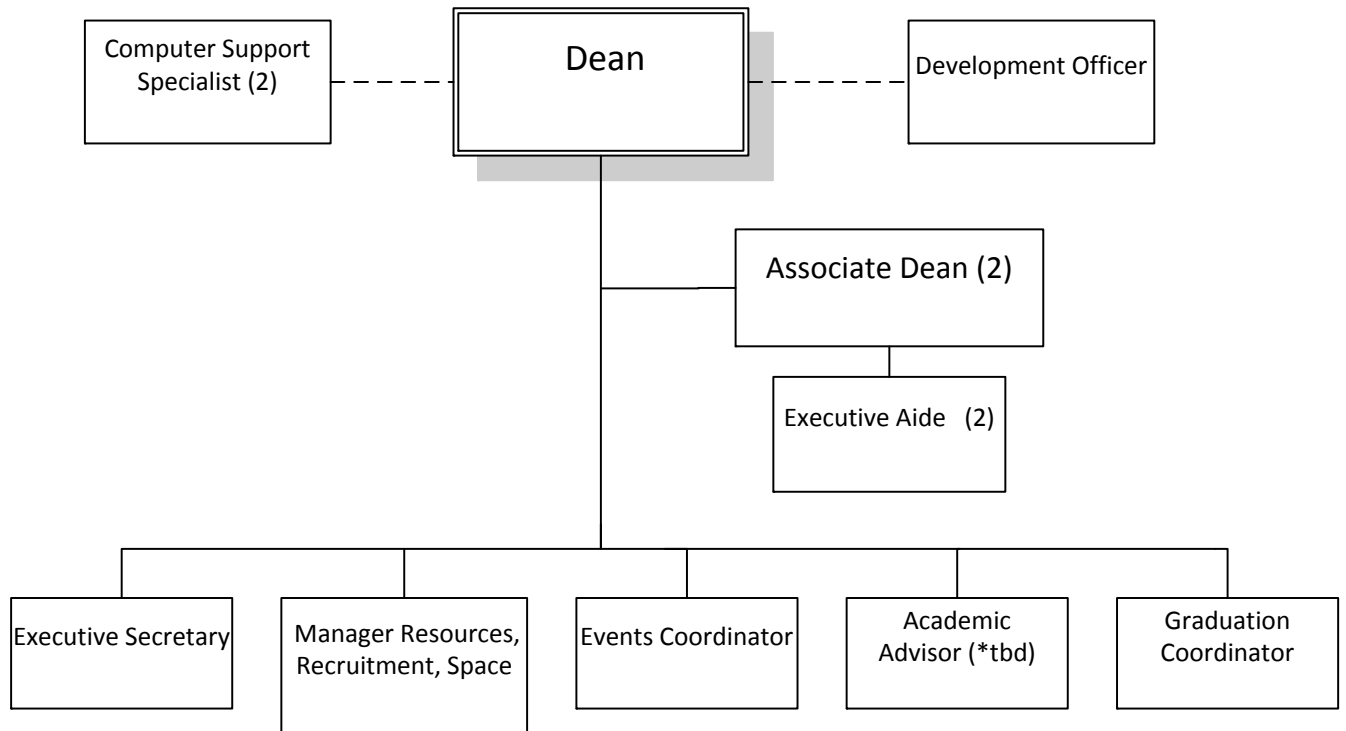 Computer Support
Specialist (2)
Dean
Development Officer
Associate Dean (2)
Executive Aide (2)
Executive Secretary
Manager Resources,
Recruitment, Space
Events Coordinator
Academic
Advisor (*tbd)
Graduation
Coordinator